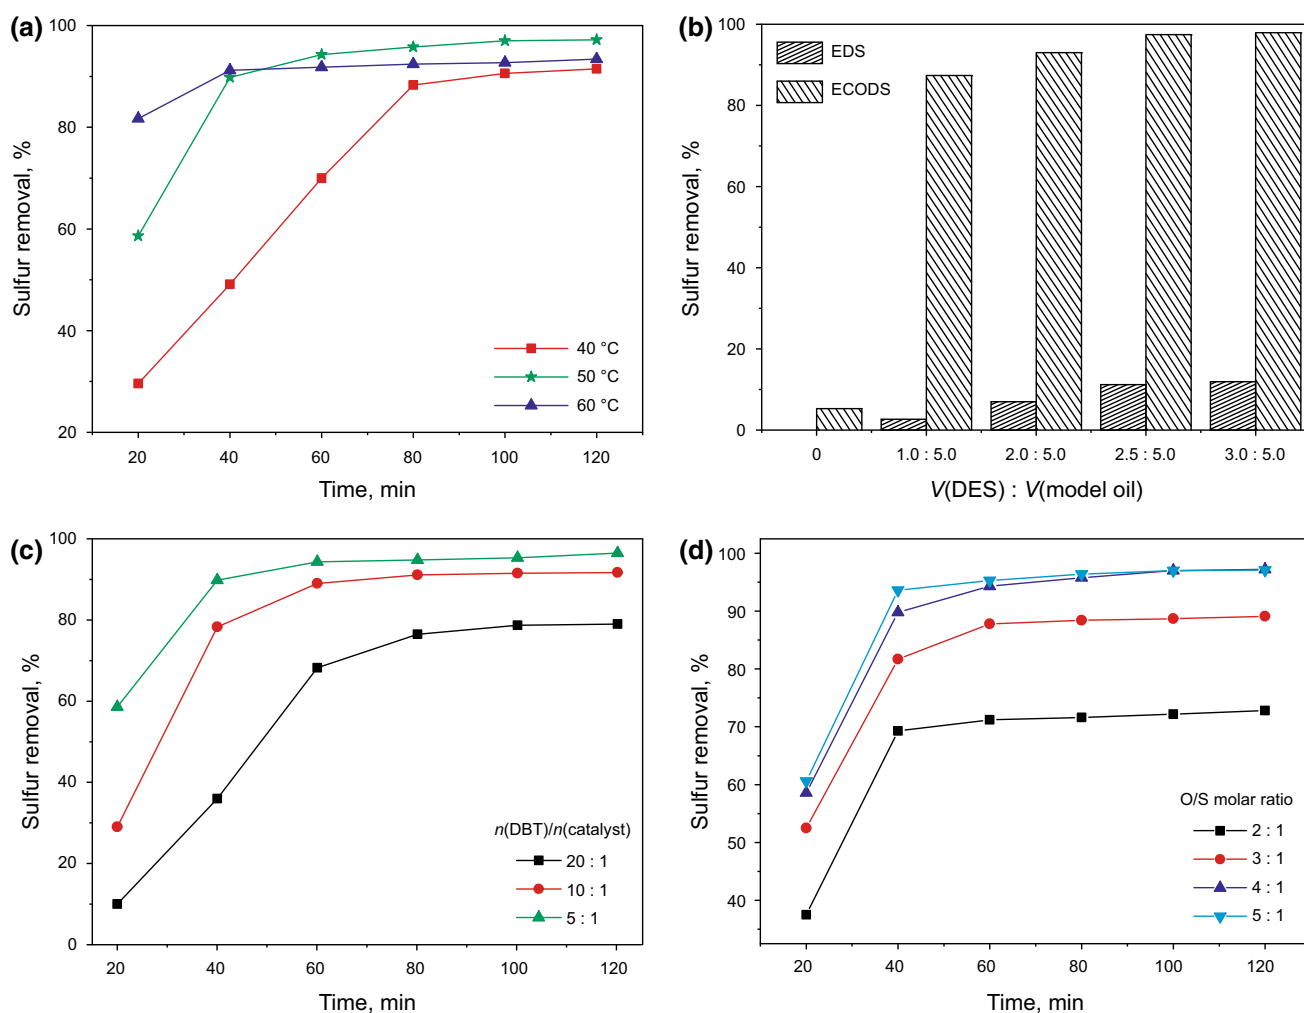 (a)
100
80
60
40
20
Sulfur removal, %
40 °C
50 °C
60 °C
20 40 60 80 100 120
Time, min
(b)
100
80
60
40
20
0
Sulfur removal, %
EDS
ECODS
0 1.0 : 5.0 2.0 : 5.0 2.5 : 5.0 3.0 : 5.0
V(DES) : V(model oil)
(c)
100
80
60
40
20
0
Sulfur removal, %
n(DBT)/n(catalyst)
20 : 1
10 : 1
5 : 1
20 40 60 80 100 120
Time, min
(d)
100
90
80
70
60
50
40
Sulfur removal, %
O/S molar ratio
2 : 1
3 : 1
4 : 1
5 : 1
20 40 60 80 100 120
Time, min